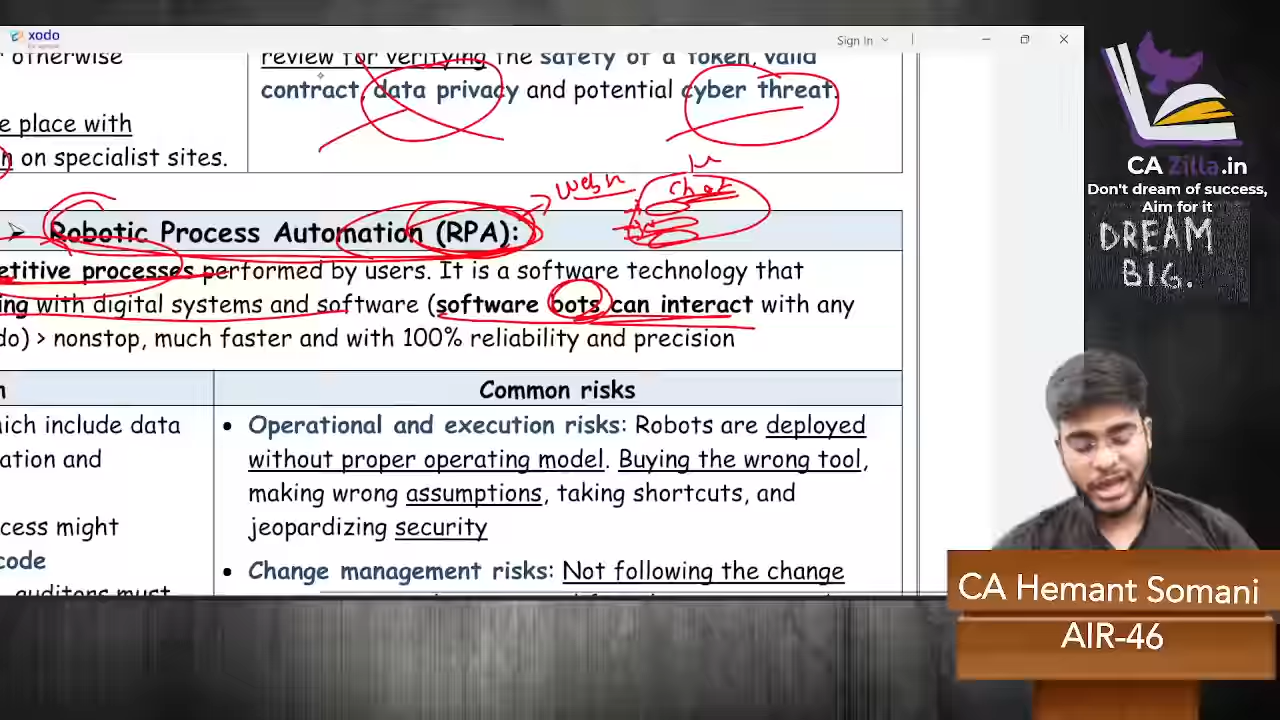 xodo
Sign In
r otherwise
review for verifying the safety of a token, valid
contract, data privacy and potential cyber threat.
e place with
n on specialist sites.
Chat
➢ Robotic Process Automation (RPA):
etitive processes performed by users. It is a software technology that
ing with digital systems and software (software bots can interact with any
do) > nonstop, much faster and with 100% reliability and precision
n
Common risks
hich include data
• Operational and execution risks: Robots are deployed
ation and
without proper operating model. Buying the wrong tool,
making wrong assumptions, taking shortcuts, and
cess might
jeopardizing security
code
• Change management risks: Not following the change
auditors must
CA Zilla.in
Don't dream of success,
Aim for it
DREAM
BIG.
CA Hemant Somani
AIR-46